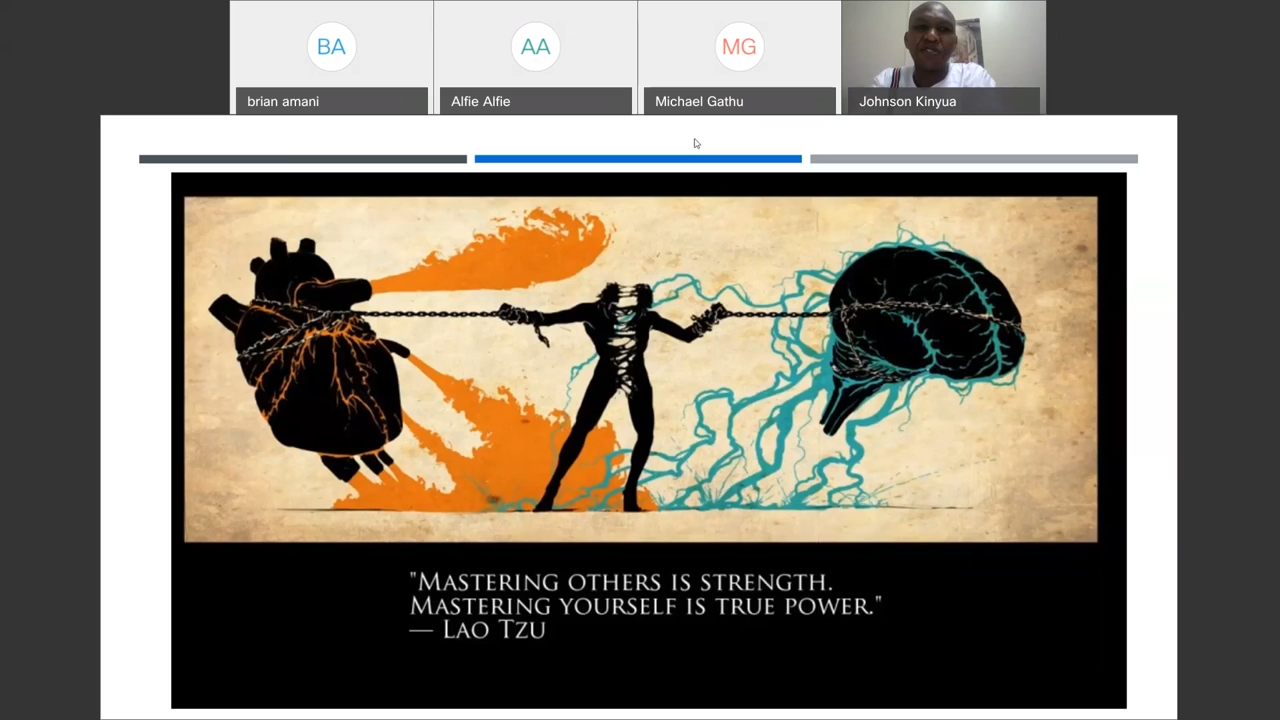 BA
AA
MG
brian amani
Alfie Alfie
Michael Gathu
Johnson Kinyua
"Mastering others is strength.
Mastering yourself is true power."
— Lao Tzu